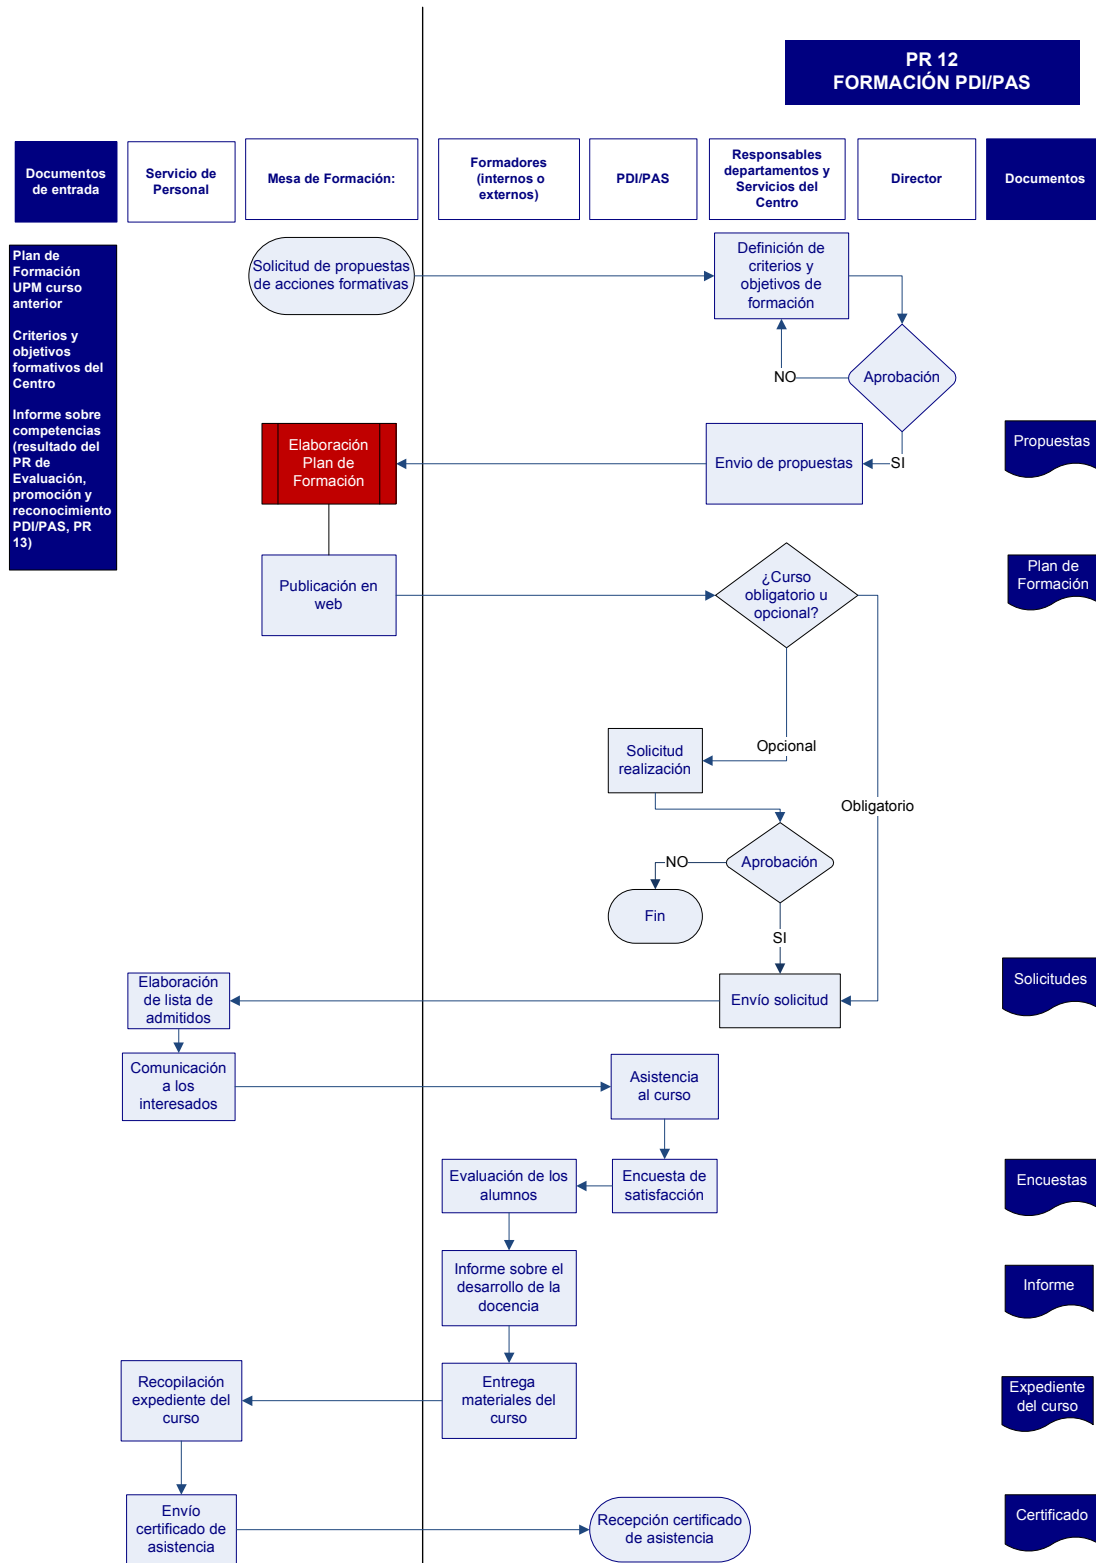 PR 12
FORMACIÓN PDI/PAS
Documentos
de entrada
Servicio de
Personal
Mesa de Formación:
Formadores
(internos o
externos)
PDI/PAS
Responsables
departamentos y
Servicios del
Centro
Director
Documentos
Plan de
Formación
UPM curso
anterior
Criterios y
objetivos
formativos del
Centro
Informe sobre
competencias
(resultado del
PR de
Evaluación,
promoción y
reconocimiento
PDI/PAS, PR
13)
Solicitud de propuestas
de acciones formativas
Definición de
criterios y
objetivos de
formación
Aprobación
NO
SI
Elaboración
Plan de
Formación
Envio de propuestas
Propuestas
Publicación en
web
¿Curso
obligatorio u
opcional?
Plan de
Formación
Opcional
Solicitud
realización
Obligatorio
Aprobación
NO
Fin
SI
Elaboración
de lista de
admitidos
Envío solicitud
Solicitudes
Comunicación
a los
interesados
Asistencia
al curso
Evaluación de los
alumnos
Encuesta de
satisfacción
Encuestas
Informe sobre el
desarrollo de la
docencia
Informe
Recopilación
expediente del
curso
Entrega
materiales del
curso
Expediente
del curso
Envío
certificado de
asistencia
Recepción certificado
de asistencia
Certificado